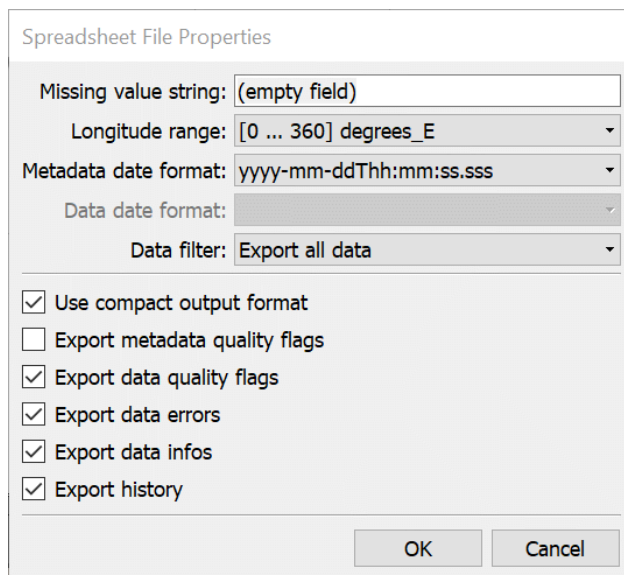 Spreadsheet File Properties
Missing value string: (empty field)
Longitude range: [0 ... 360] degrees_E
Metadata date format: yyyy-mm-ddThh:mm:ss.sss
Data date format:
Data filter: Export all data
Use compact output format
Export metadata quality flags
Export data quality flags
Export data errors
Export data infos
Export history
OK Cancel